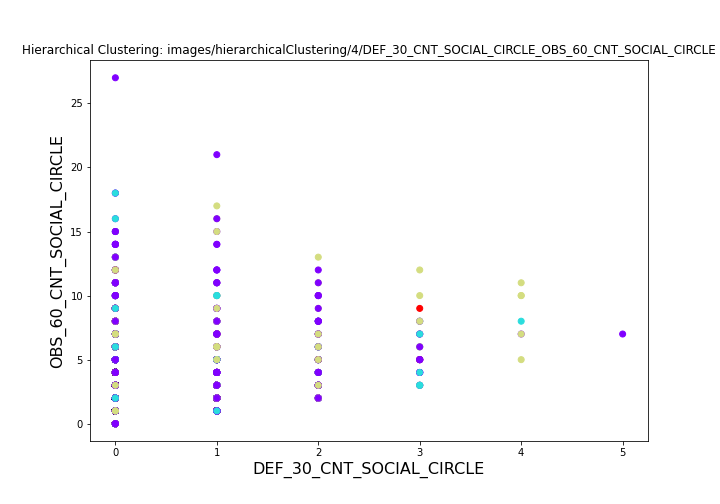 Hierarchical Clustering: images/hierarchicalClustering/4/DEF_30_CNT_SOCIAL_CIRCLE_OBS_60_CNT_SOCIAL_CIRCLE
25
20
15
10
5
0
OBS_60_CNT_SOCIAL_CIRCLE
0 1 2 3 4 5
DEF_30_CNT_SOCIAL_CIRCLE